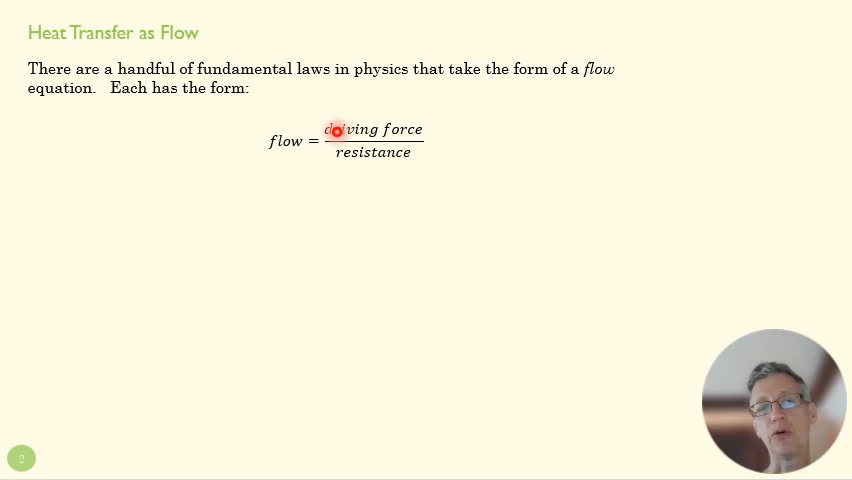 Heat Transfer as Flow
There are a handful of fundamental laws in physics that take the form of a flow
equation. Each has the form:
flow = driving force
resistance
2